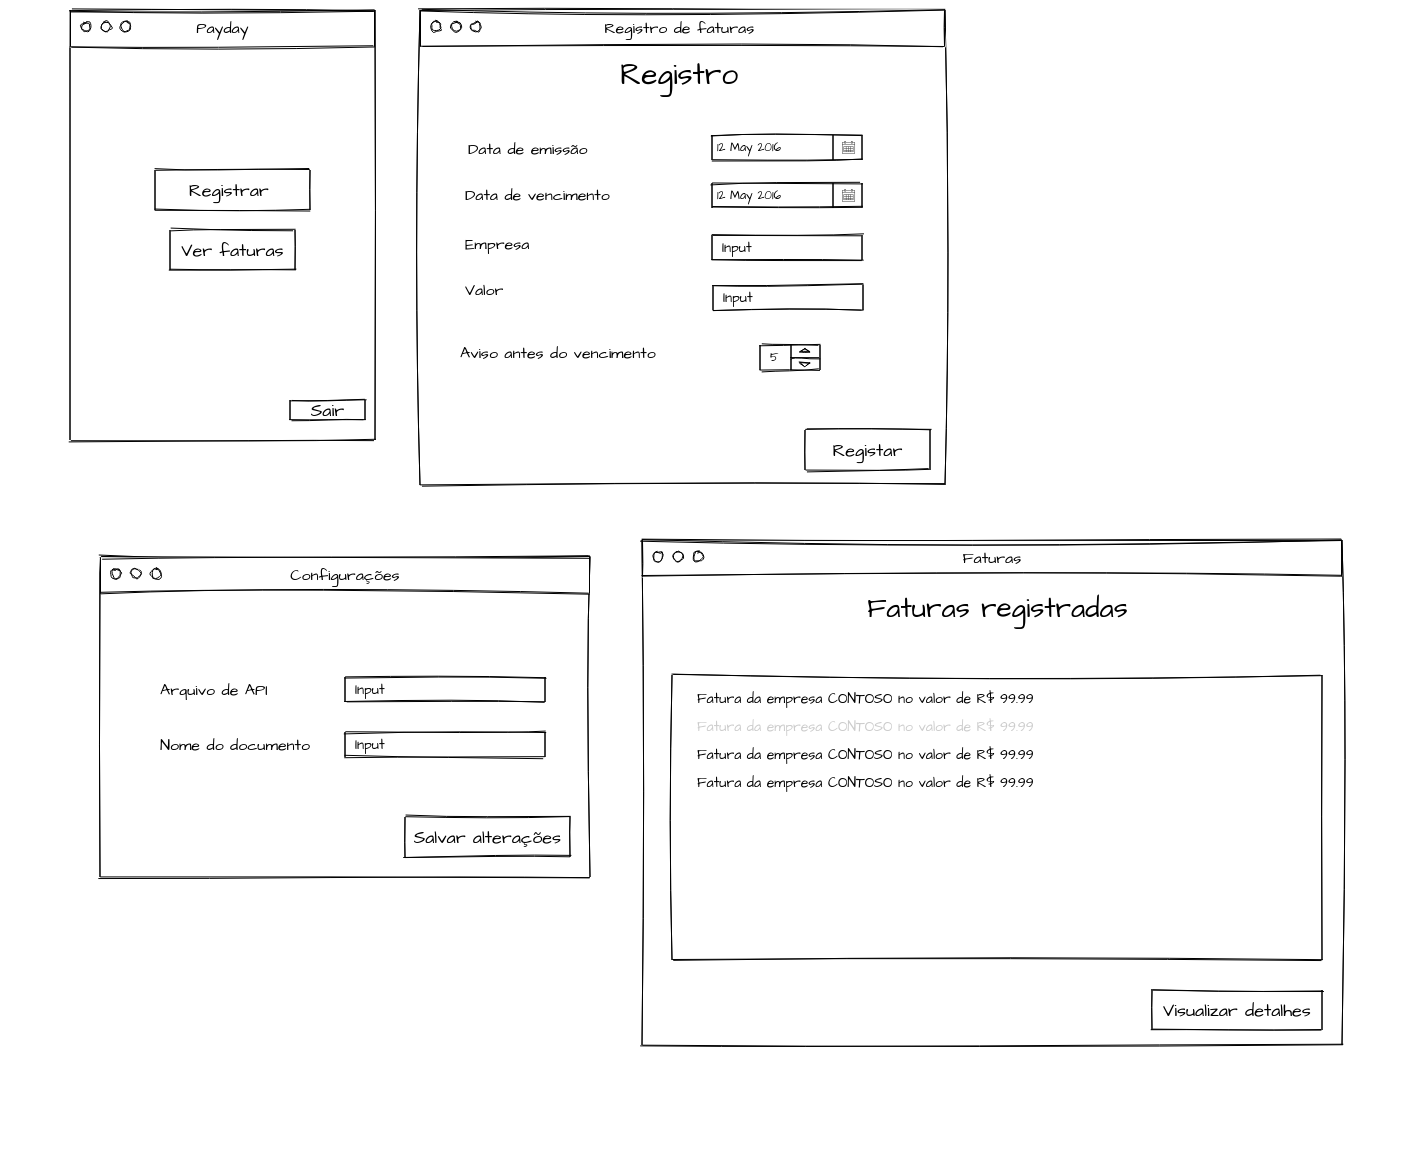 Payday
Registrar
Ver faturas
Sair
Registro de faturas
Registro
Data de emissão
12 May 2016
Data de vencimento
12 May 2016
Empresa
Input
Valor
Input
Aviso antes do vencimento
5
Registar
Configurações
Arquivo de API
Input
Nome do documento
Input
Salvar alterações
Faturas
Faturas registradas
Fatura da empresa CONTOSO no valor de R$ 99.99
Fatura da empresa CONTOSO no valor de R$ 99.99
Fatura da empresa CONTOSO no valor de R$ 99.99
Fatura da empresa CONTOSO no valor de R$ 99.99
Visualizar detalhes